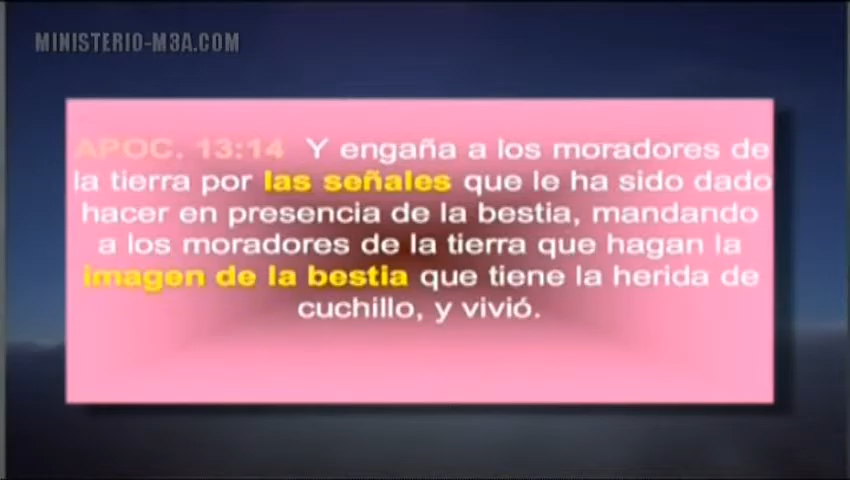 MINISTERIO-M3A.COM
APOC. 13:14 Y engaña a los moradores de
la tierra por las señales que le ha sido dado
hacer en presencia de la bestia, mandando
a los moradores de la tierra que hagan la
imagen de la bestia que tiene la herida de
cuchillo, y vivió.